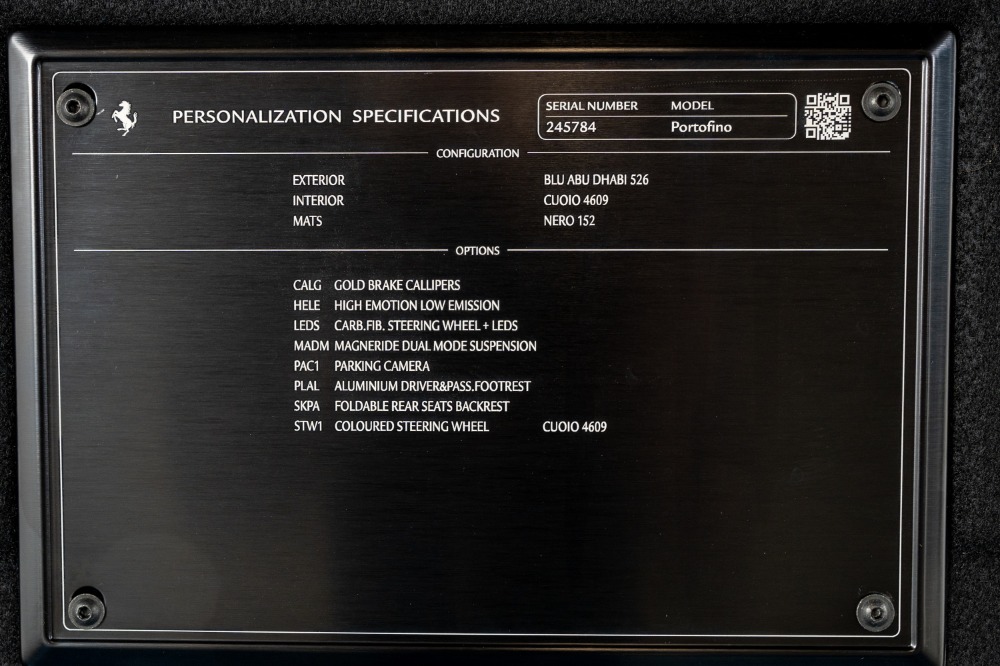 PERSONALIZATION SPECIFICATIONS
SERIAL NUMBER MODEL
245784 Portofino
CONFIGURATION
EXTERIOR BLU ABU DHABI 526
INTERIOR CUOIO 4609
MATS NERO 152
OPTIONS
CALG GOLD BRAKE CALLIPERS
HELE HIGH EMOTION LOW EMISSION
LEDS CARB.FIB. STEERING WHEEL + LEDS
MADM MAGNERIDE DUAL MODE SUSPENSION
PAC1 PARKING CAMERA
PLAL ALUMINIUM DRIVER&PASS.FOOTREST
SKPA FOLDABLE REAR SEATS BACKREST
STW1 COLOURED STEERING WHEEL CUOIO 4609